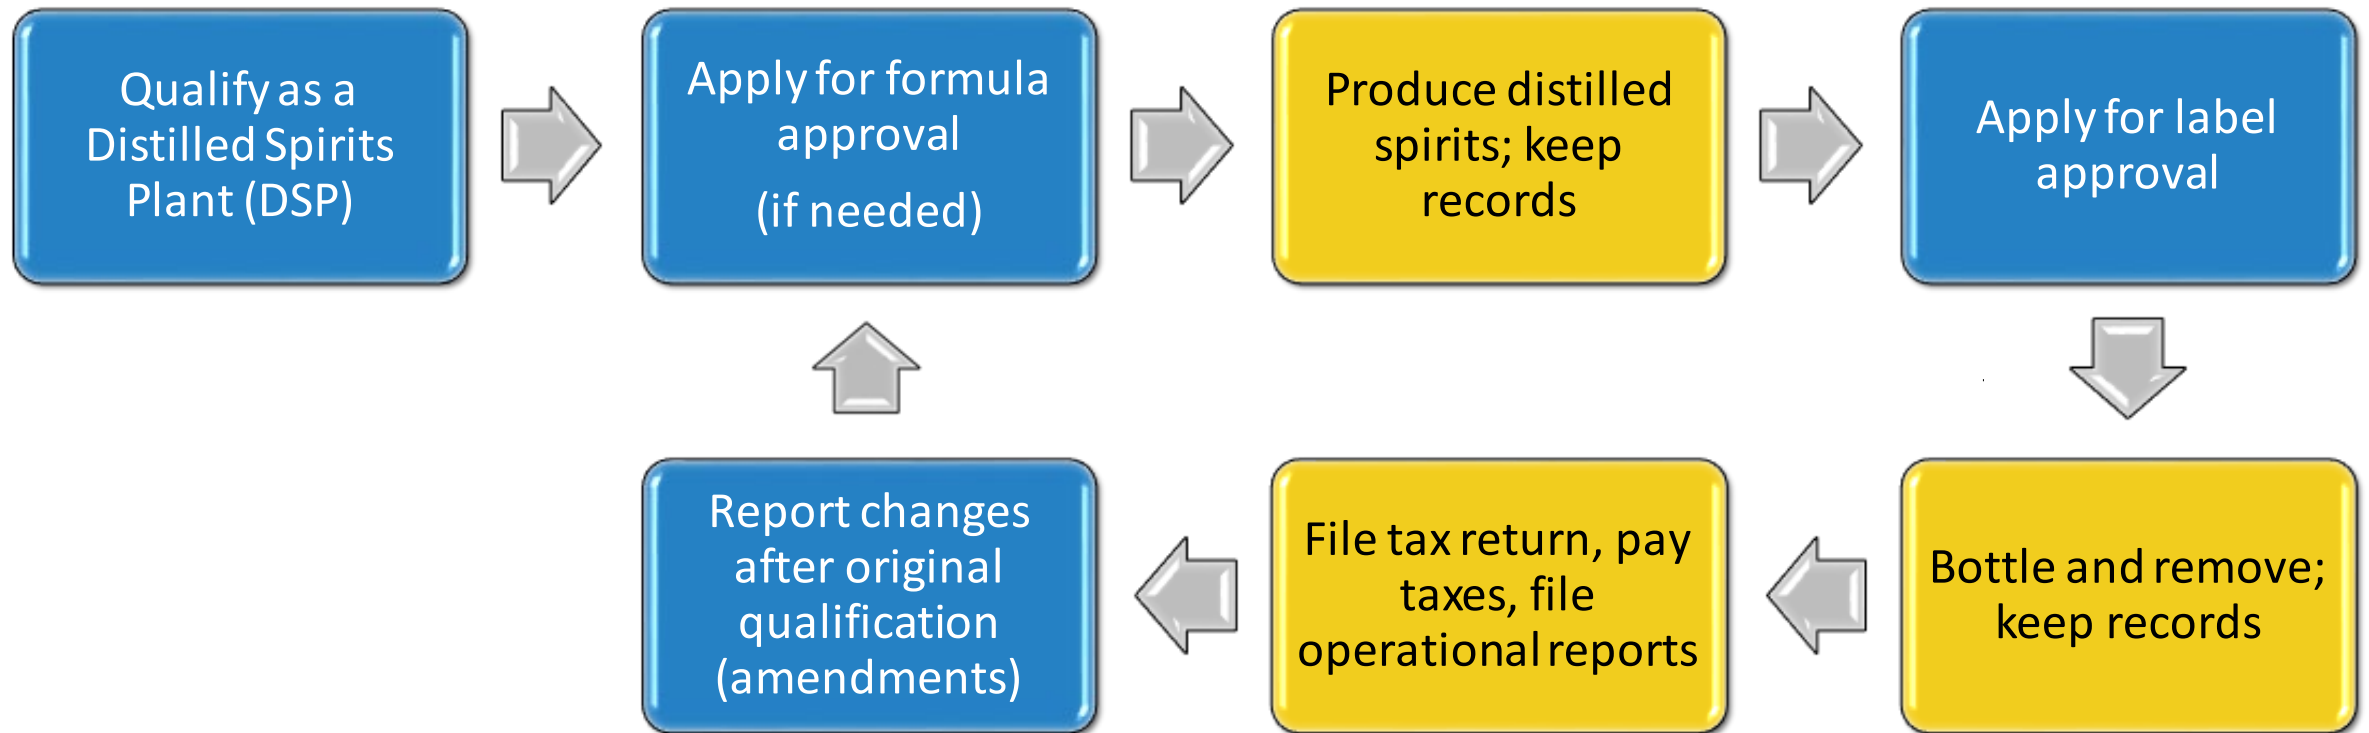 Qualify as a
Distilled Spirits
Plant (DSP)
Apply for formula
approval
(if needed)
Produce distilled
spirits; keep
records
Apply for label
approval
Report changes
after original
qualification
(amendments)
File tax return, pay
taxes, file
operational reports
Bottle and remove;
keep records